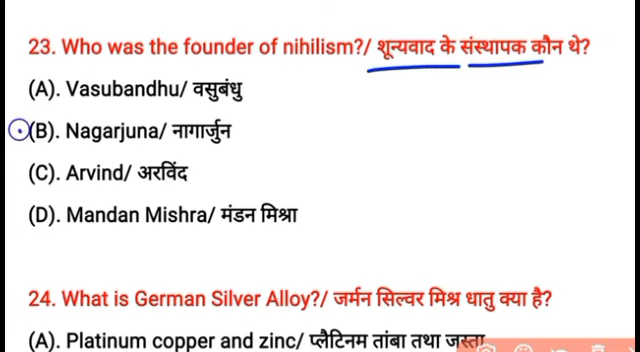 23. Who was the founder of nihilism?/ शून्यवाद के संस्थापक कौन थे?
(A). Vasubandhu/ वसुबंधु
(B). Nagarjuna/ नागार्जुन
(C). Arvind/ अरविंद
(D). Mandan Mishra/ मंडन मिश्रा
24. What is German Silver Alloy?/ जर्मन सिल्वर मिश्र धातु क्या है?
(A). Platinum copper and zinc/ प्लैटिनम तांबा तथा जस्ता